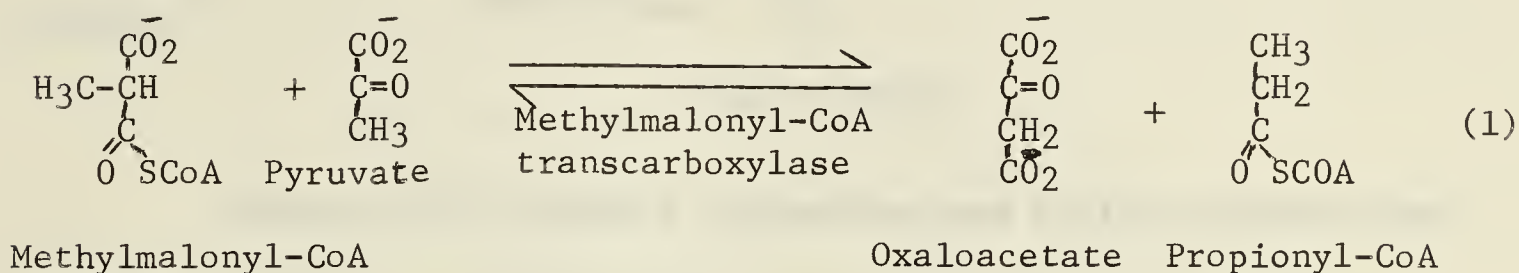 CO2- CO2- CO2- CH3
H3C-CH + C=O C=O + CH2 (1)
C CH3 Methylmalonyl-CoA CH2 C
O SCoA Pyruvate transcarboxylase CO2- O SCOA
Methylmalonyl-CoA Oxaloacetate Propionyl-CoA